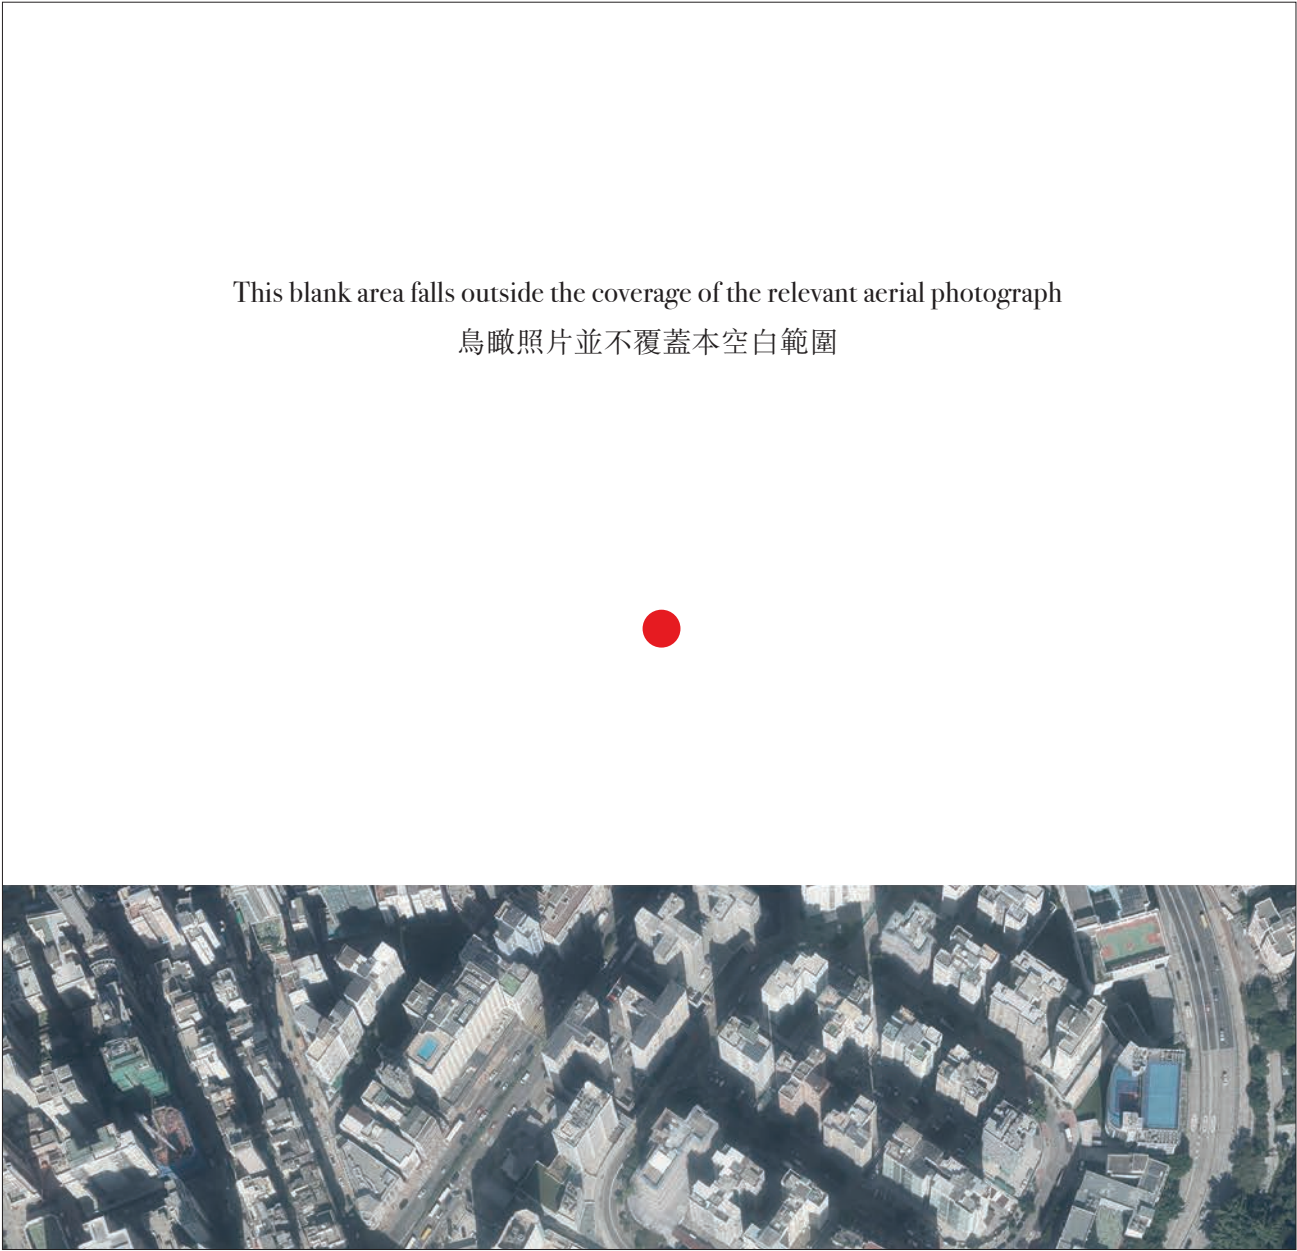 This blank area falls outside the coverage of the relevant aerial photograph
鳥瞰照片並不覆蓋本空白範圍